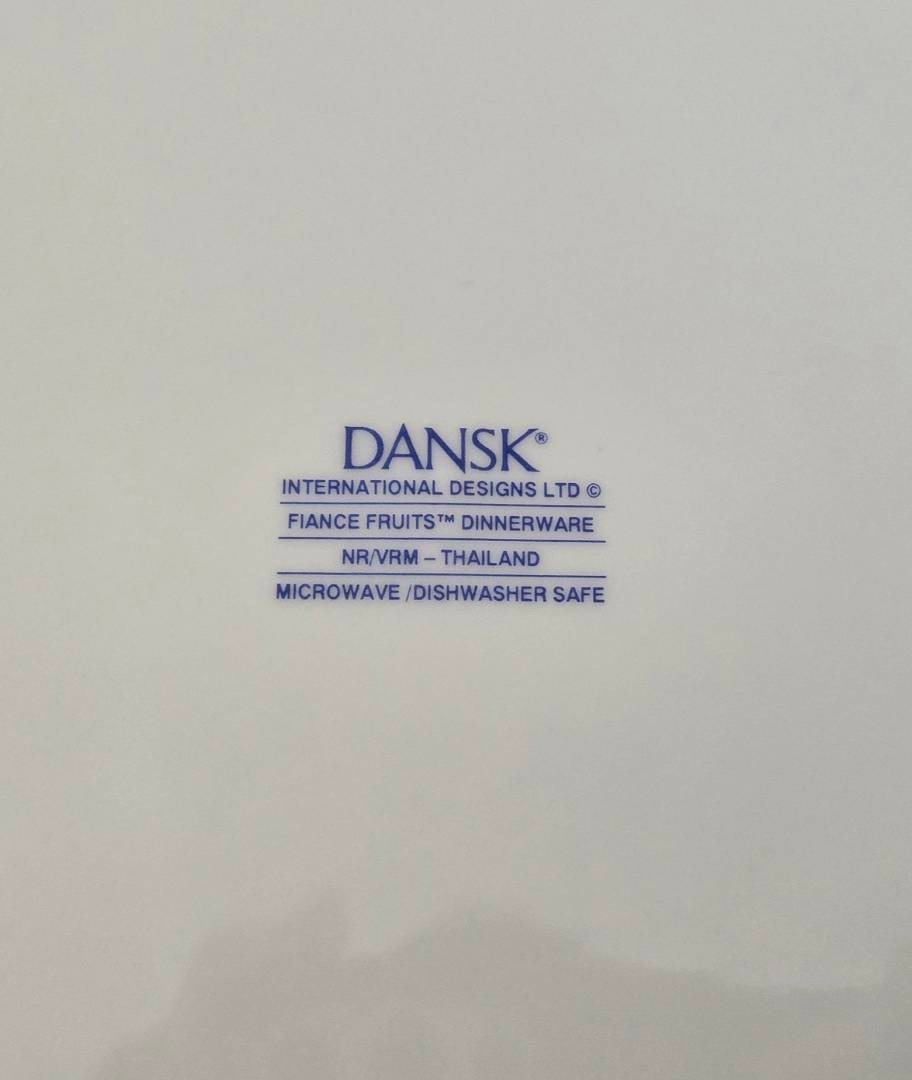 DANSK®
INTERNATIONAL DESIGNS LTD ©
FIANCE FRUITS™ DINNERWARE
NR/VRM – THAILAND
MICROWAVE /DISHWASHER SAFE